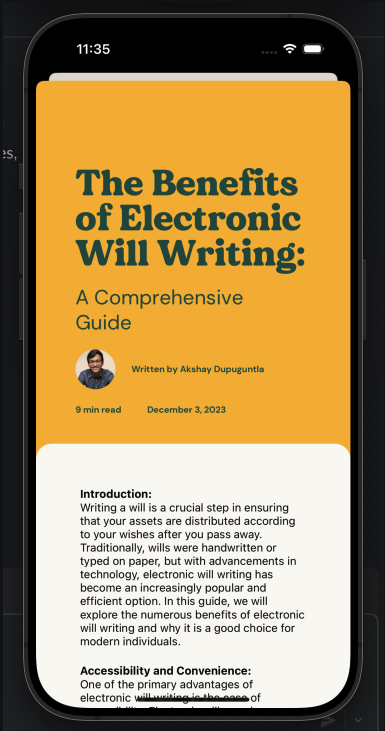 es,
11:35
The Benefits
of Electronic
Will Writing:
A Comprehensive
Guide
Written by Akshay Dupuguntla
9 min read December 3, 2023
Introduction:
Writing a will is a crucial step in ensuring
that your assets are distributed according
to your wishes after you pass away.
Traditionally, wills were handwritten or
typed on paper, but with advancements in
technology, electronic will writing has
become an increasingly popular and
efficient option. In this guide, we will
explore the numerous benefits of electronic
will writing and why it is a good choice for
modern individuals.
Accessibility and Convenience:
One of the primary advantages of
electronic will writing is the ease of